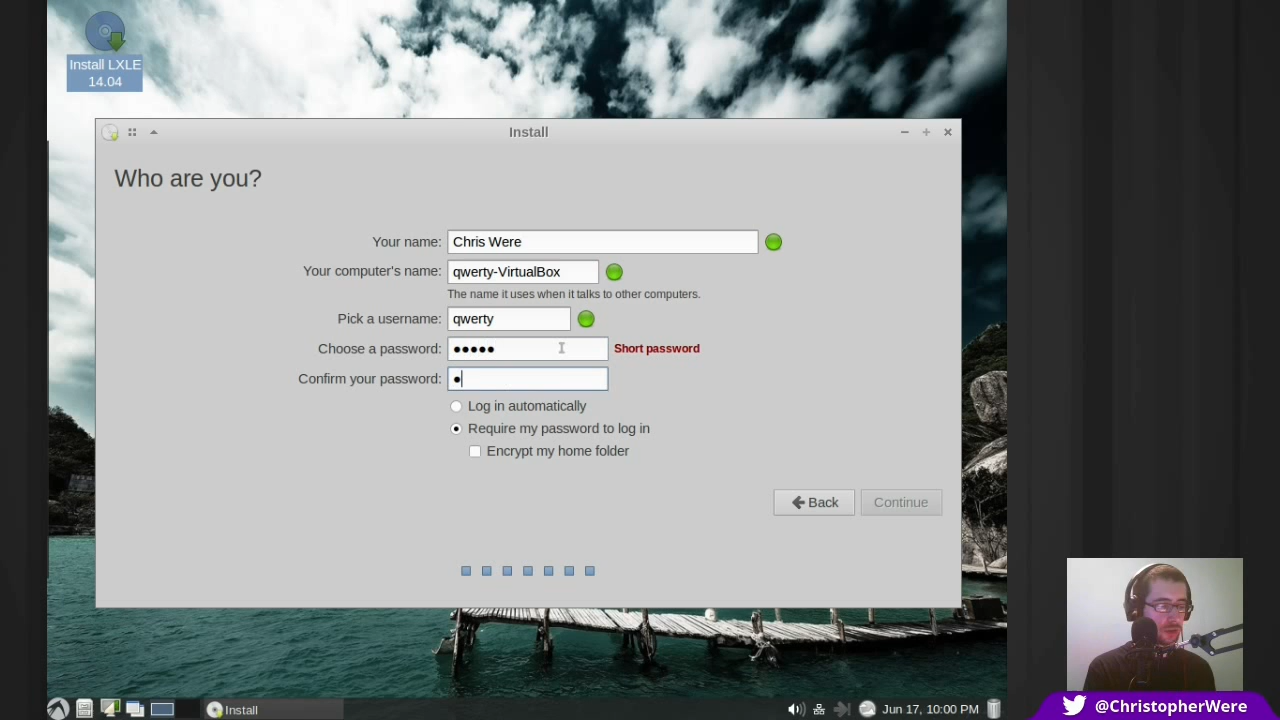 Install LXLE
14.04
Install
Who are you?
Your name: Chris Were
Your computer's name: qwerty-VirtualBox
The name it uses when it talks to other computers.
Pick a username: qwerty
Choose a password: ●●●●● Short password
Confirm your password: ●
Log in automatically
Require my password to log in
Encrypt my home folder
Back Continue
Install
Jun 17, 10:00 PM
@ChristopherWere